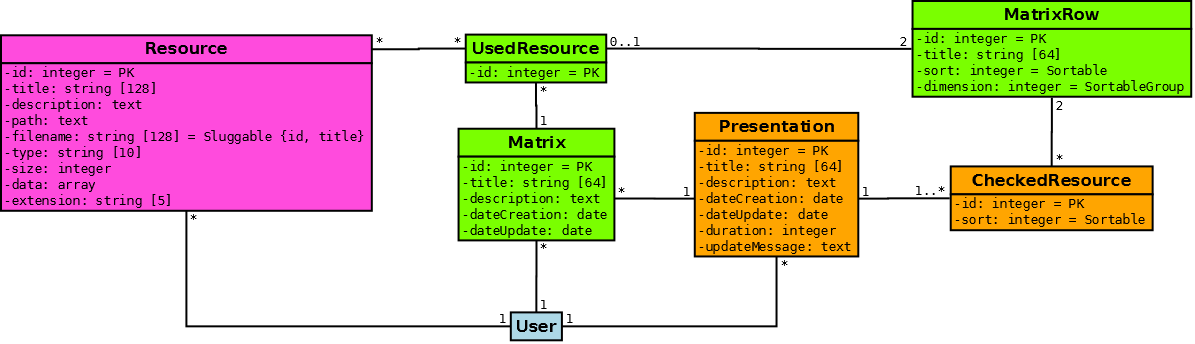 Resource
-id: integer = PK
-title: string [128]
-description: text
-path: text
-filename: string [128] = Sluggable {id, title}
-type: string [10]
-size: integer
-data: array
-extension: string [5]
* *
UsedResource
-id: integer = PK
0..1 2
MatrixRow
-id: integer = PK
-title: string [64]
-sort: integer = Sortable
-dimension: integer = SortableGroup
*
1
Matrix
-id: integer = PK
-title: string [64]
-description: text
-dateCreation: date
-dateUpdate: date
* 1
Presentation
-id: integer = PK
-title: string [64]
-description: text
-dateCreation: date
-dateUpdate: date
-duration: integer
-updateMessage: text
1 1..*
2
*
CheckedResource
-id: integer = PK
-sort: integer = Sortable
*
*
*
1
1 User 1